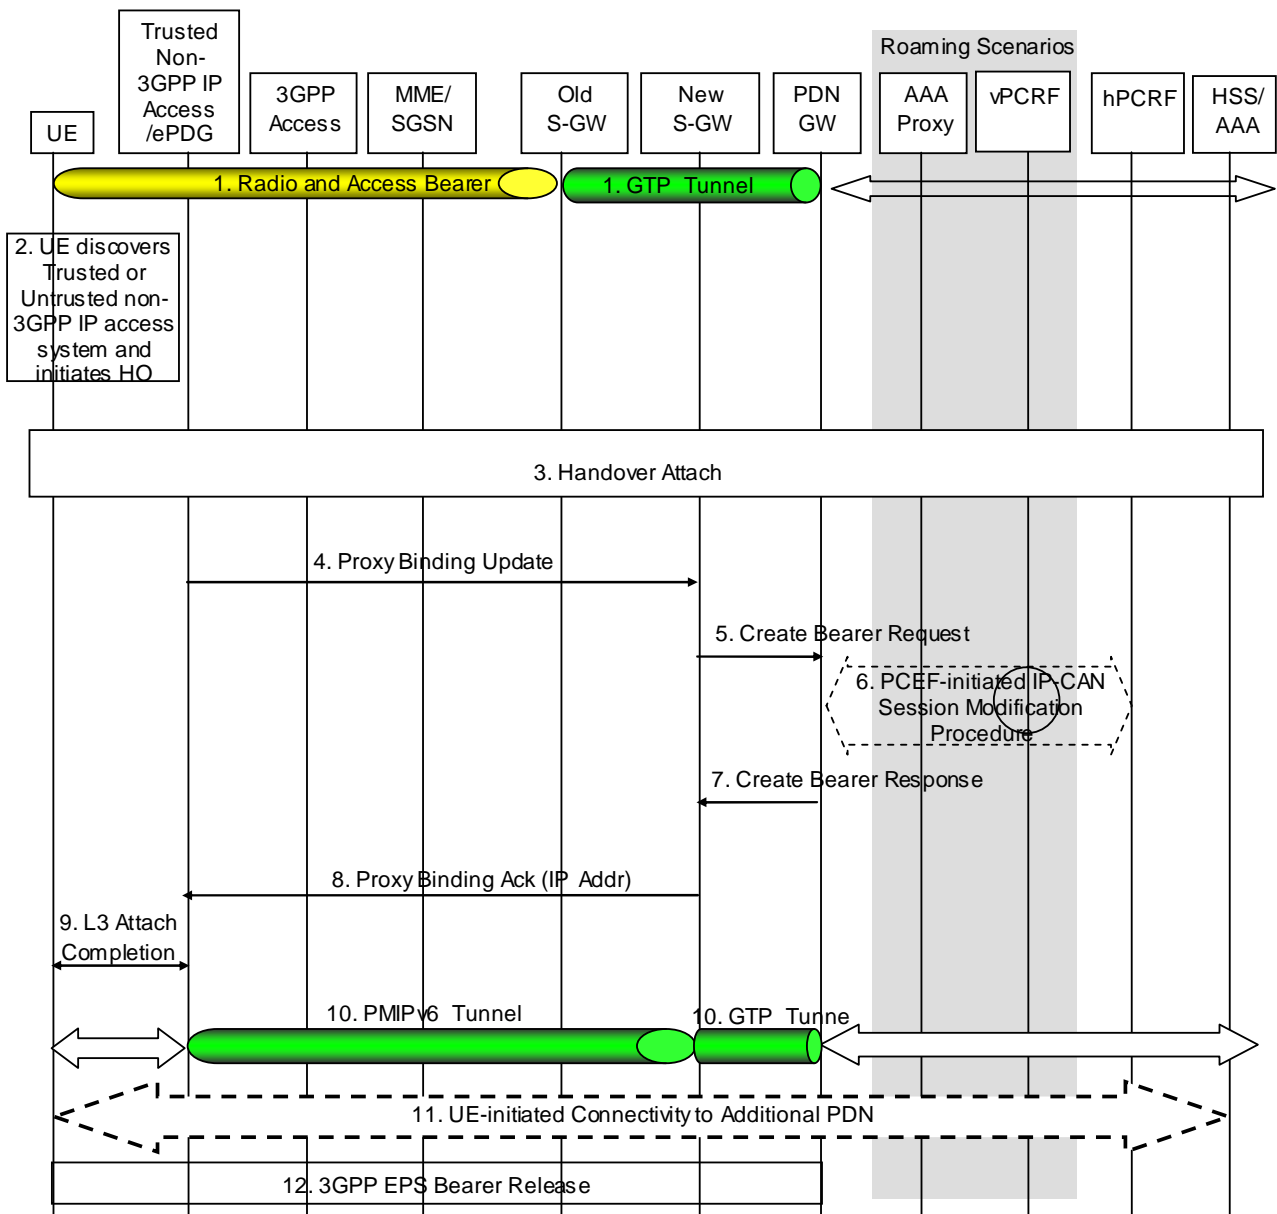 Trusted
Non-
3GPP IP
Access
/ePDG
Roaming Scenarios
UE
3GPP
Access
MME/
SGSN
Old
S-GW
New
S-GW
PDN
GW
AAA
Proxy
vPCRF
hPCRF
HSS/
AAA
1. Radio and Access Bearer
1. GTP Tunnel
2. UE discovers
Trusted or
Untrusted non-
3GPP IP access
system and
initiates HO
3. Handover Attach
4. Proxy Binding Update
5. Create Bearer Request
6. PCEF-initiated IP-CAN
Session Modification
Procedure
7. Create Bearer Response
8. Proxy Binding Ack (IP Addr)
9. L3 Attach
Completion
10. PMIPv6 Tunnel
10. GTP Tunne
11. UE-initiated Connectivity to Additional PDN
12. 3GPP EPS Bearer Release